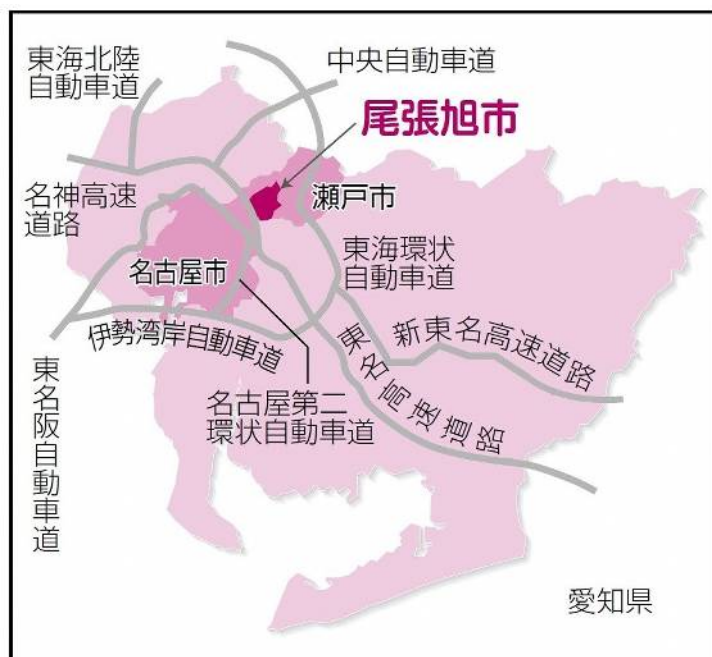 東海北陸
自動車道
中央自動車道
尾張旭市
名神高速
道路
瀬戸市
名古屋市
東海環状
自動車道
伊勢湾岸自動車道
新東名高速道路
東名高速道路
名古屋第二
環状自動車道
東名阪自動車道
愛知県